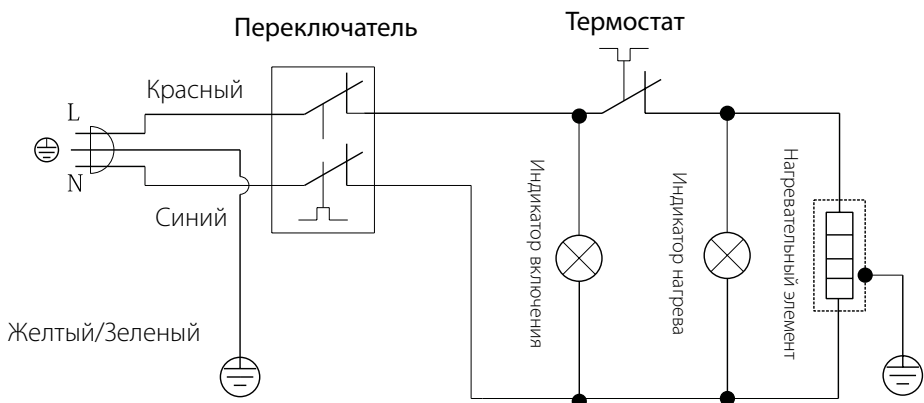 Переключатель
Термостат
Красный
L
N
Синий
Желтый/Зеленый
Индикатор включения
Индикатор нагрева
Нагревательный элемент